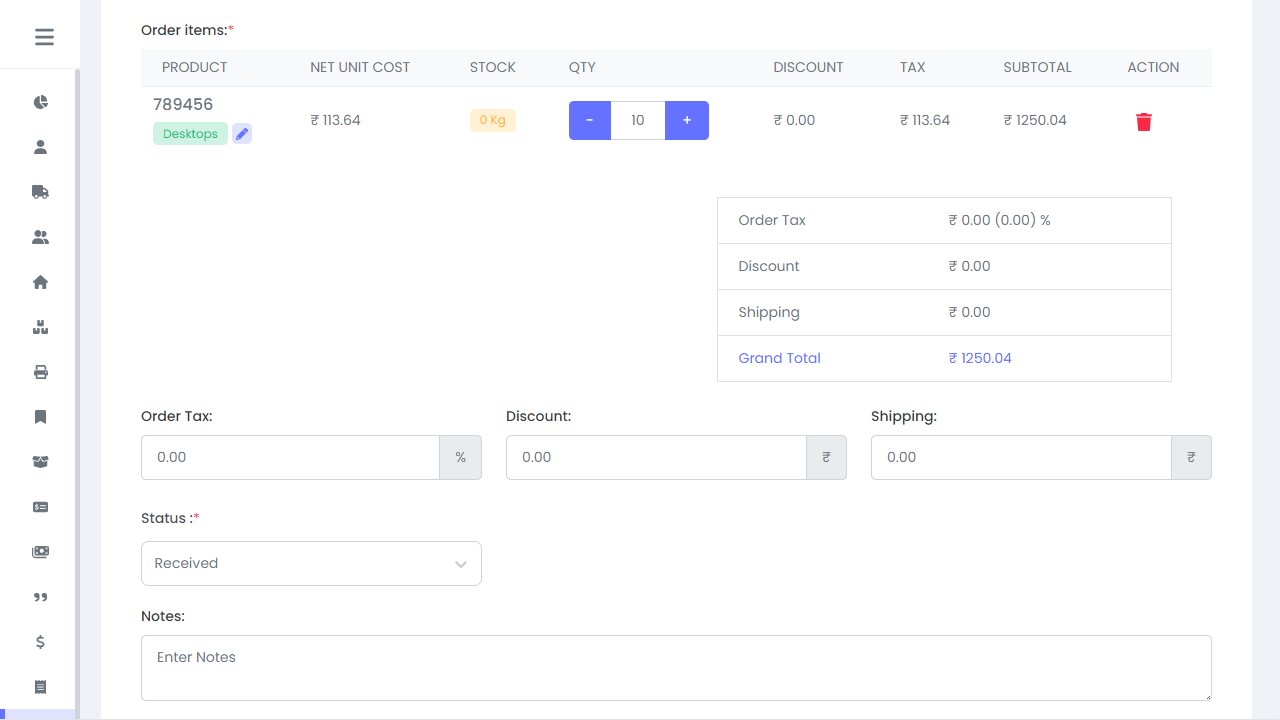 Order items:*
PRODUCT NET UNIT COST STOCK QTY DISCOUNT TAX SUBTOTAL ACTION
789456
Desktops
₹ 113.64 0 Kg - 10 + ₹ 0.00 ₹ 113.64 ₹ 1250.04
Order Tax ₹ 0.00 (0.00) %
Discount ₹ 0.00
Shipping ₹ 0.00
Grand Total ₹ 1250.04
Order Tax: Discount: Shipping:
0.00 % 0.00 ₹ 0.00 ₹
Status :*
Received
Notes:
Enter Notes